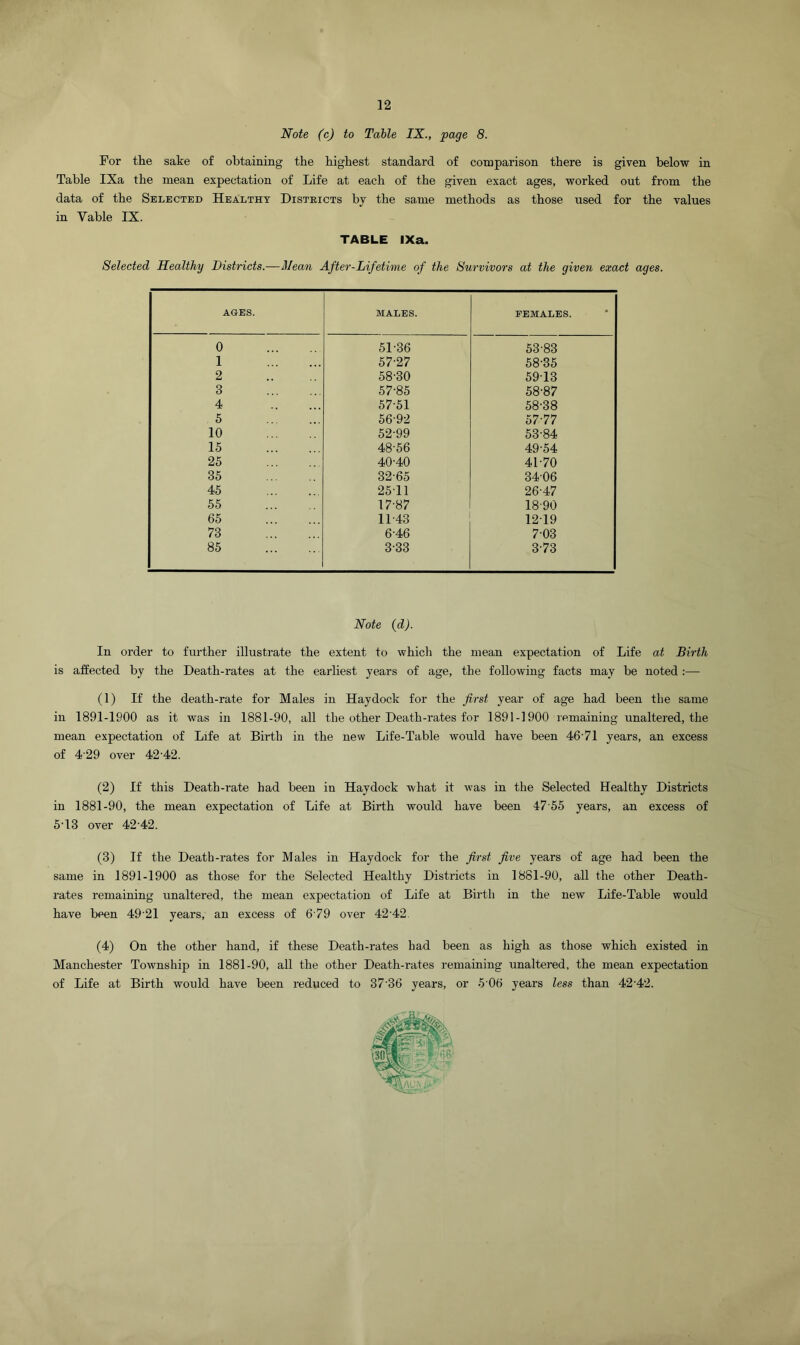 12
Note (c) to Table IX., page 8.
For the sake of obtaining the highest standard of comparison there is given below in
Table IXa the mean expectation of Life at each of the given exact ages, worked out from the
data of the Selected Healthy Districts by the same methods as those used for the values
in Vable IX.
TABLE IXa.
Selected Healthy Districts.—Mean After-Lifetime of the Survivors at the given exact ages.
AGES. MALES. FEMALES.
0 ... .. 51·36 53·83
1 ... ... 57·27 58·35
2 .. .. 58·30 59·13
3 ... ... 57·85 58·87
4 .. ... 57·51 58·38
5 ... ... 56·92 57·77
10 ... .. 52·99 53·84
15 ... ... 48·56 49·54
25 ... ... 40·40 41·70
35 ... .. 32·65 34·06
45 ... ... 25·11 26·47
55 ... .. 17·87 18·90
65 ... ... 11·43 12·19
73 ... ... 6·46 7·03
85 ... ... 3·33 3·73
Note (d).
In order to further illustrate the extent to which the mean expectation of Life at Birth
is affected by the Death-rates at the earliest years of age, the following facts may be noted :—
(1) If the death-rate for Males in Haydock for the first year of age had been the same
in 1891-1900 as it was in 1881-90, all the other Death-rates for 1891-1900 remaining unaltered, the
mean expectation of Life at Birth in the new Life-Table would have been 46·71 years, an excess
of 4·29 over 42·42.
(2) If this Death-rate had been in Haydock what it was in the Selected Healthy Districts
in 1881-90, the mean expectation of Life at Birth would have been 47·55 years, an excess of
5·13 over 42·42.
(3) If the Death-rates for Males in Haydock for the first five years of age had been the
same in 1891-1900 as those for the Selected Healthy Districts in 1881-90, all the other Death-
rates remaining unaltered, the mean expectation of Life at Birth in the new Life-Table would
have been 49·21 years, an excess of 6·79 over 42·42.
(4) On the other hand, if these Death-rates had been as high as those which existed in
Manchester Township in 1881-90, all the other Death-rates remaining unaltered, the mean expectation
of Life at Birth would have been reduced to 37·36 years, or 5·06 years less than 42·42.